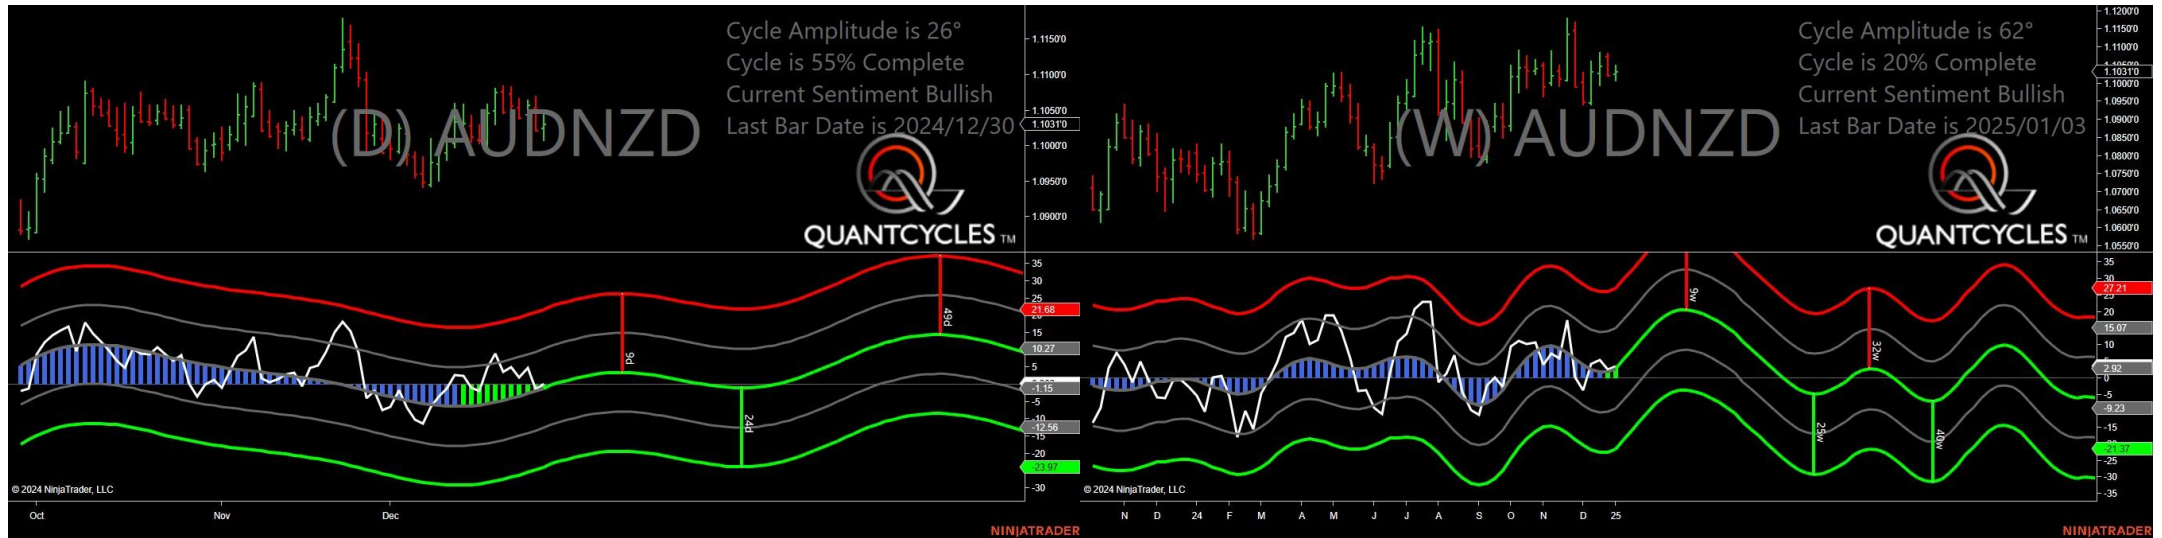 Cycle Amplitude is 26°
Cycle is 55% Complete
Current Sentiment Bullish
Last Bar Date is 2024/12/30
(D) AUDNZD
QUANTCYCLES TM
1.1150'0
1.1100'0
1.1050'0
1.1031'0
1.1000'0
1.0950'0
1.0900'0
35
30
25
21.68
15
10.27
5
-1.15
-5
-10
-12.56
-15
-20
-23.97
-30
9d
24d
49d
© 2024 NinjaTrader, LLC
Oct Nov Dec
NINJATRADER
Cycle Amplitude is 62°
Cycle is 20% Complete
Current Sentiment Bullish
Last Bar Date is 2025/01/03
(W) AUDNZD
QUANTCYCLES TM
1.1200'0
1.1150'0
1.1100'0
1.1031'0
1.1000'0
1.0950'0
1.0900'0
1.0850'0
1.0800'0
1.0750'0
1.0700'0
1.0650'0
1.0600'0
1.0550'0
35
30
27.21
25
20
15.07
10
5
2.92
0
-5
-9.23
-15
-21.37
-25
-30
-35
9w
25w
32w
40w
© 2024 NinjaTrader, LLC
N D 24 F M A M J J A S O N D 25
NINJATRADER